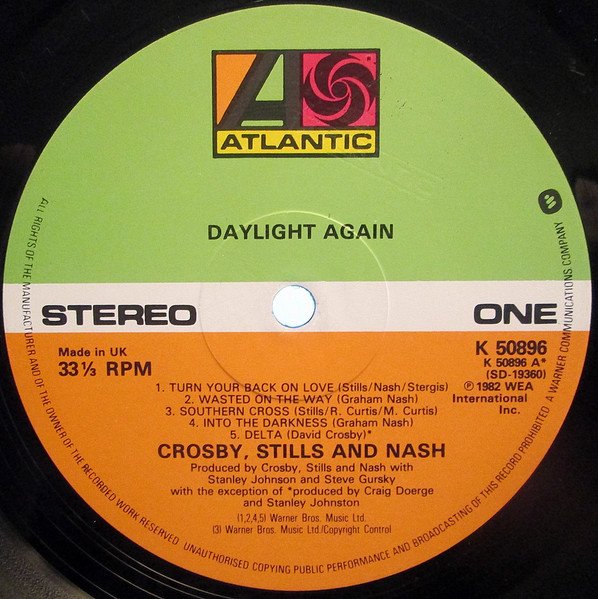 ATLANTIC
DAYLIGHT AGAIN
STEREO
ONE
Made in UK
33⅓ RPM
K 50896
K 50896 A*
(SD-19360)
℗ 1982 WEA
International
Inc.
1. TURN YOUR BACK ON LOVE (Stills/Nash/Stergis)
2. WASTED ON THE WAY (Graham Nash)
3. SOUTHERN CROSS (Stills/R. Curtis/M. Curtis)
4. INTO THE DARKNESS (Graham Nash)
5. DELTA (David Crosby)*
CROSBY, STILLS AND NASH
Produced by Crosby, Stills and Nash with
Stanley Johnson and Steve Gursky
with the exception of *produced by Craig Doerge
and Stanley Johnston
(1,2,4,5) Warner Bros. Music Ltd.
(3) Warner Bros. Music Ltd./Copyright Control
ALL RIGHTS OF THE MANUFACTURER AND OF THE OWNER OF THE RECORDED WORK RESERVED. UNAUTHORISED COPYING PUBLIC PERFORMANCE AND BROADCASTING OF THIS RECORD PROHIBITED. A WARNER COMMUNICATIONS COMPANY